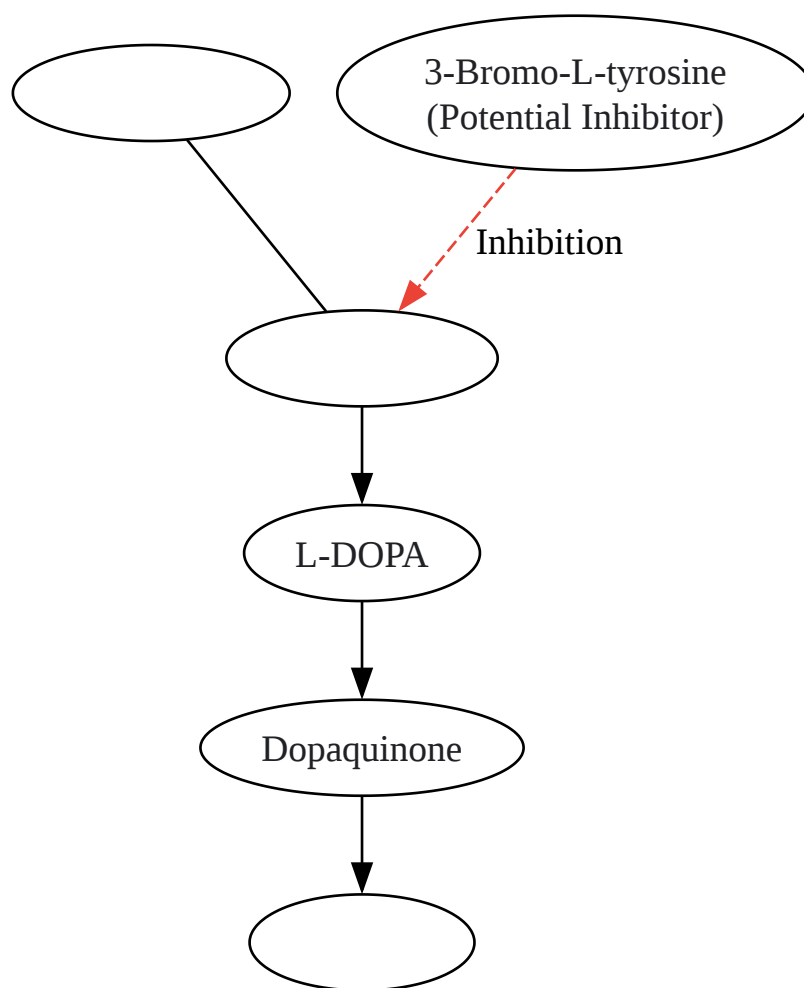 3-Bromo-L-tyrosine
(Potential Inhibitor)
Inhibition
L-DOPA
Dopaquinone